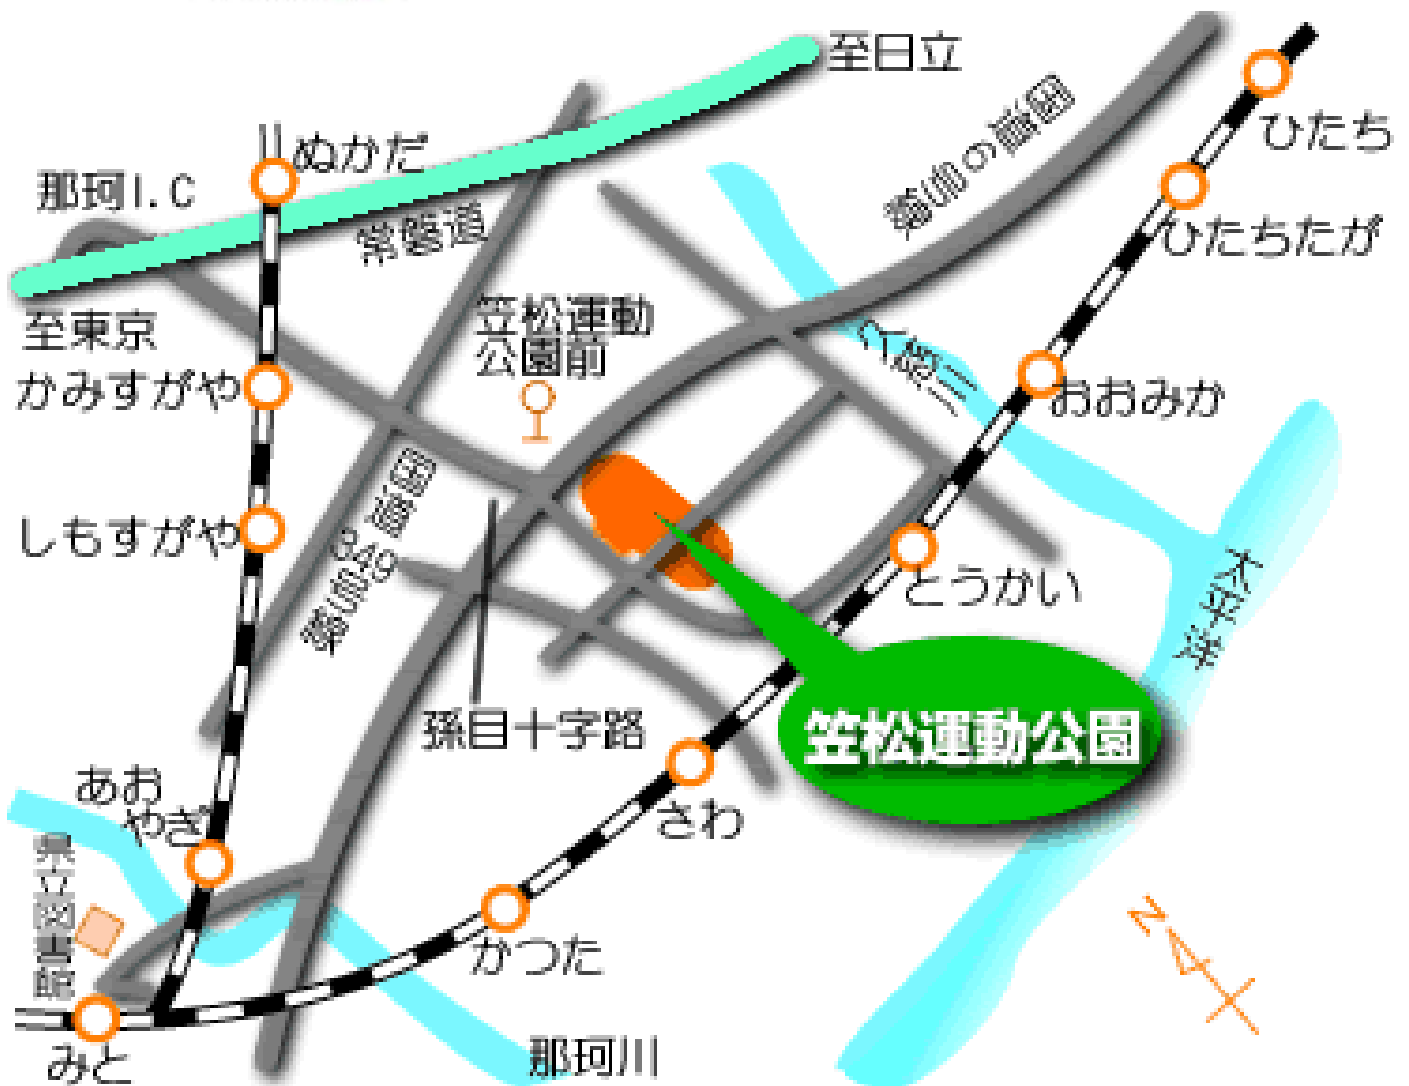 至日立
ひたち
ぬかだ
那珂I.C
国道6号線
ひたちたが
常磐道
至東京
笠松運動
公園前
久慈川
かみすがや
おおみか
国道349号線
しもすがや
とうかい
太平洋
孫目十字路
笠松運動公園
あお
やぎ
さわ
県立図書館
かつた
N
みと
那珂川